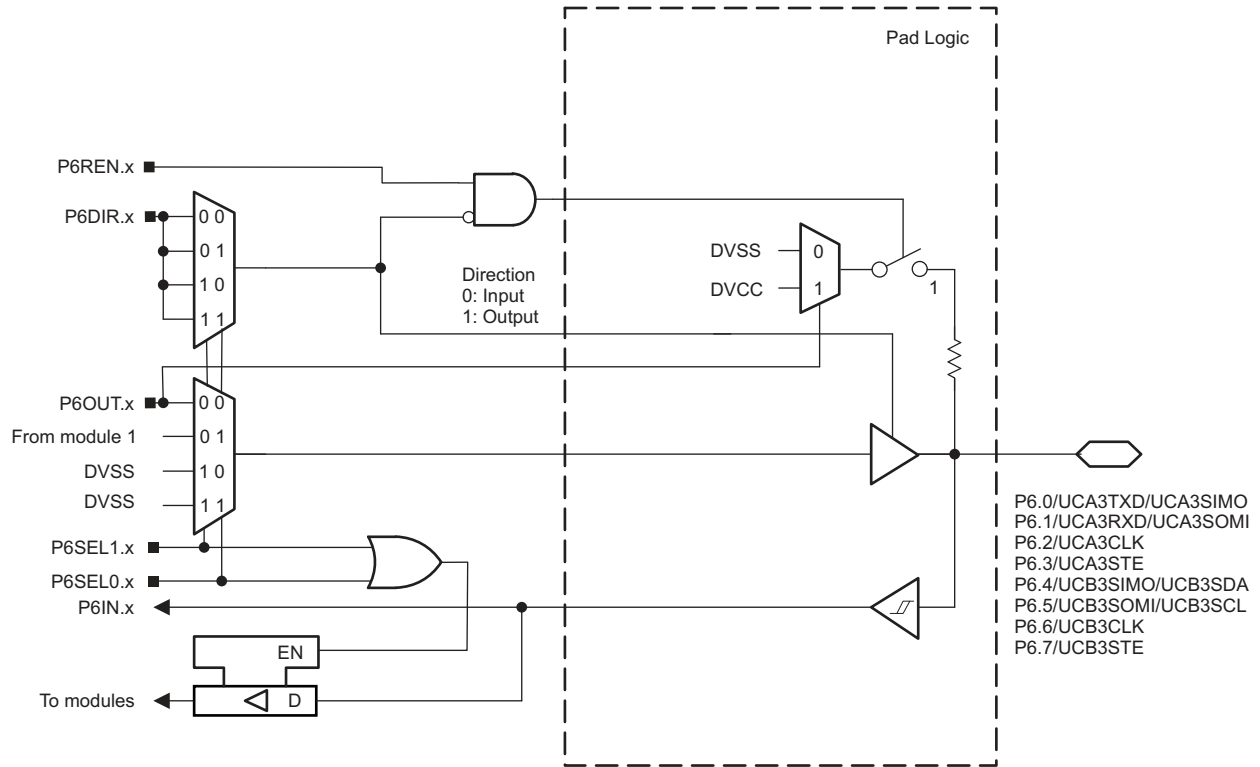 Pad Logic
P6REN.x
P6DIR.x
0 0
0 1
1 0
1 1
Direction
0: Input
1: Output
DVSS
DVCC
0
1
1
P6OUT.x
From module 1
DVSS
DVSS
0 0
0 1
1 0
1 1
P6SEL1.x
P6SEL0.x
P6IN.x
EN
To modules
D
P6.0/UCA3TXD/UCA3SIMO
P6.1/UCA3RXD/UCA3SOMI
P6.2/UCA3CLK
P6.3/UCA3STE
P6.4/UCB3SIMO/UCB3SDA
P6.5/UCB3SOMI/UCB3SCL
P6.6/UCB3CLK
P6.7/UCB3STE